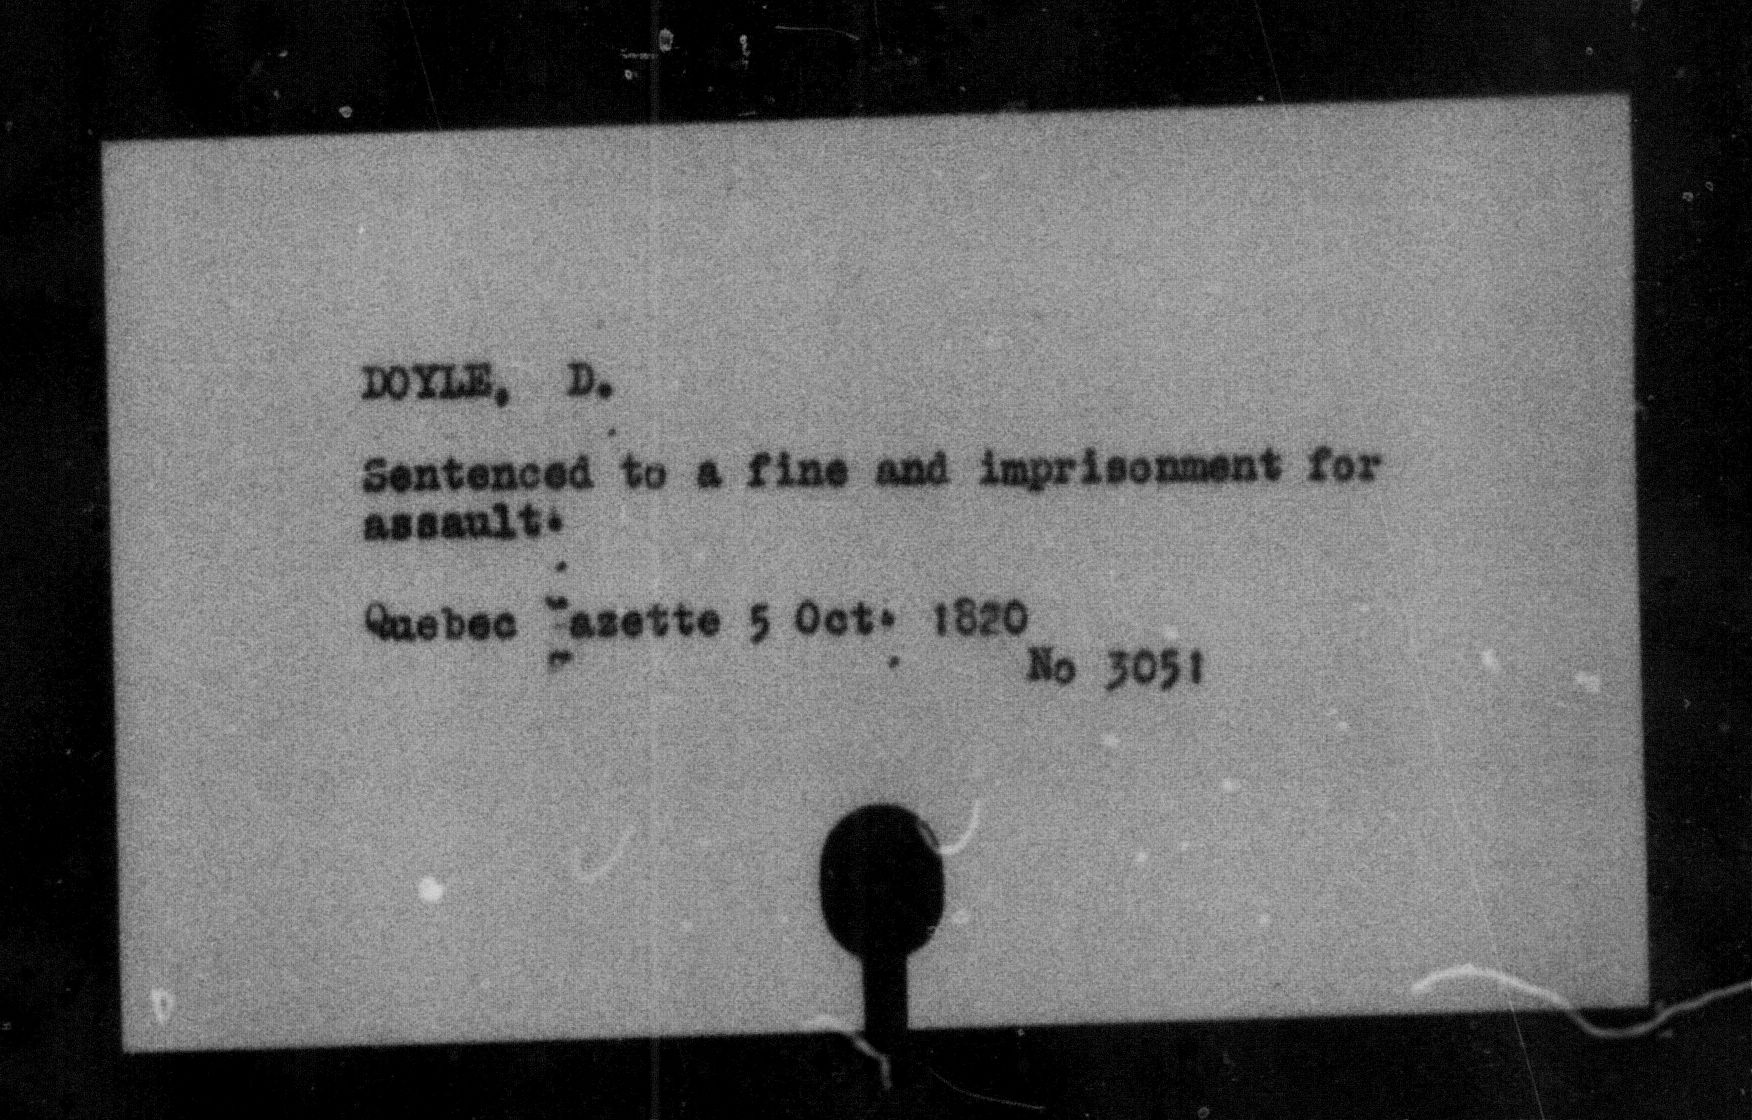 DOYLE, D.
Sentenced to a fine and imprisonment for
assault.
Quebec Gazette 5 Oct. 1820
No 3051